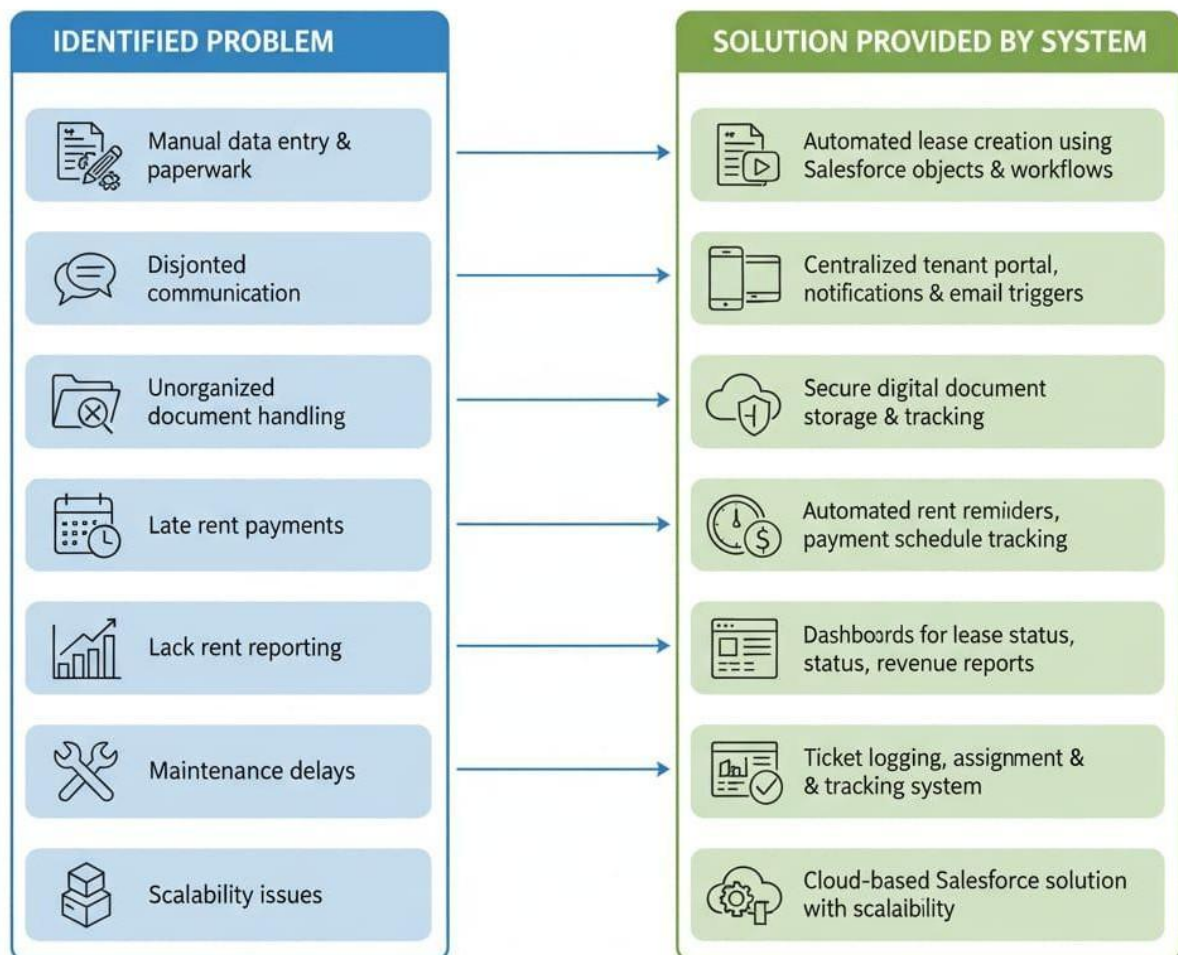 IDENTIFIED PROBLEM
SOLUTION PROVIDED BY SYSTEM
Manual data entry &
paperwark
Automated lease creation using
Salesforce objects & workflows
Disjonted
communication
Centralized tenant portal,
notifications & email triggers
Unorganized
document handling
Secure digital document
storage & tracking
Late rent payments
Automated rent remiiders,
payment schedule tracking
Lack rent reporting
Dashboards for lease status,
status, revenue reports
Maintenance delays
Ticket logging, assignment &
& tracking system
Scalability issues
Cloud-based Salesforce solution
with scalaibility